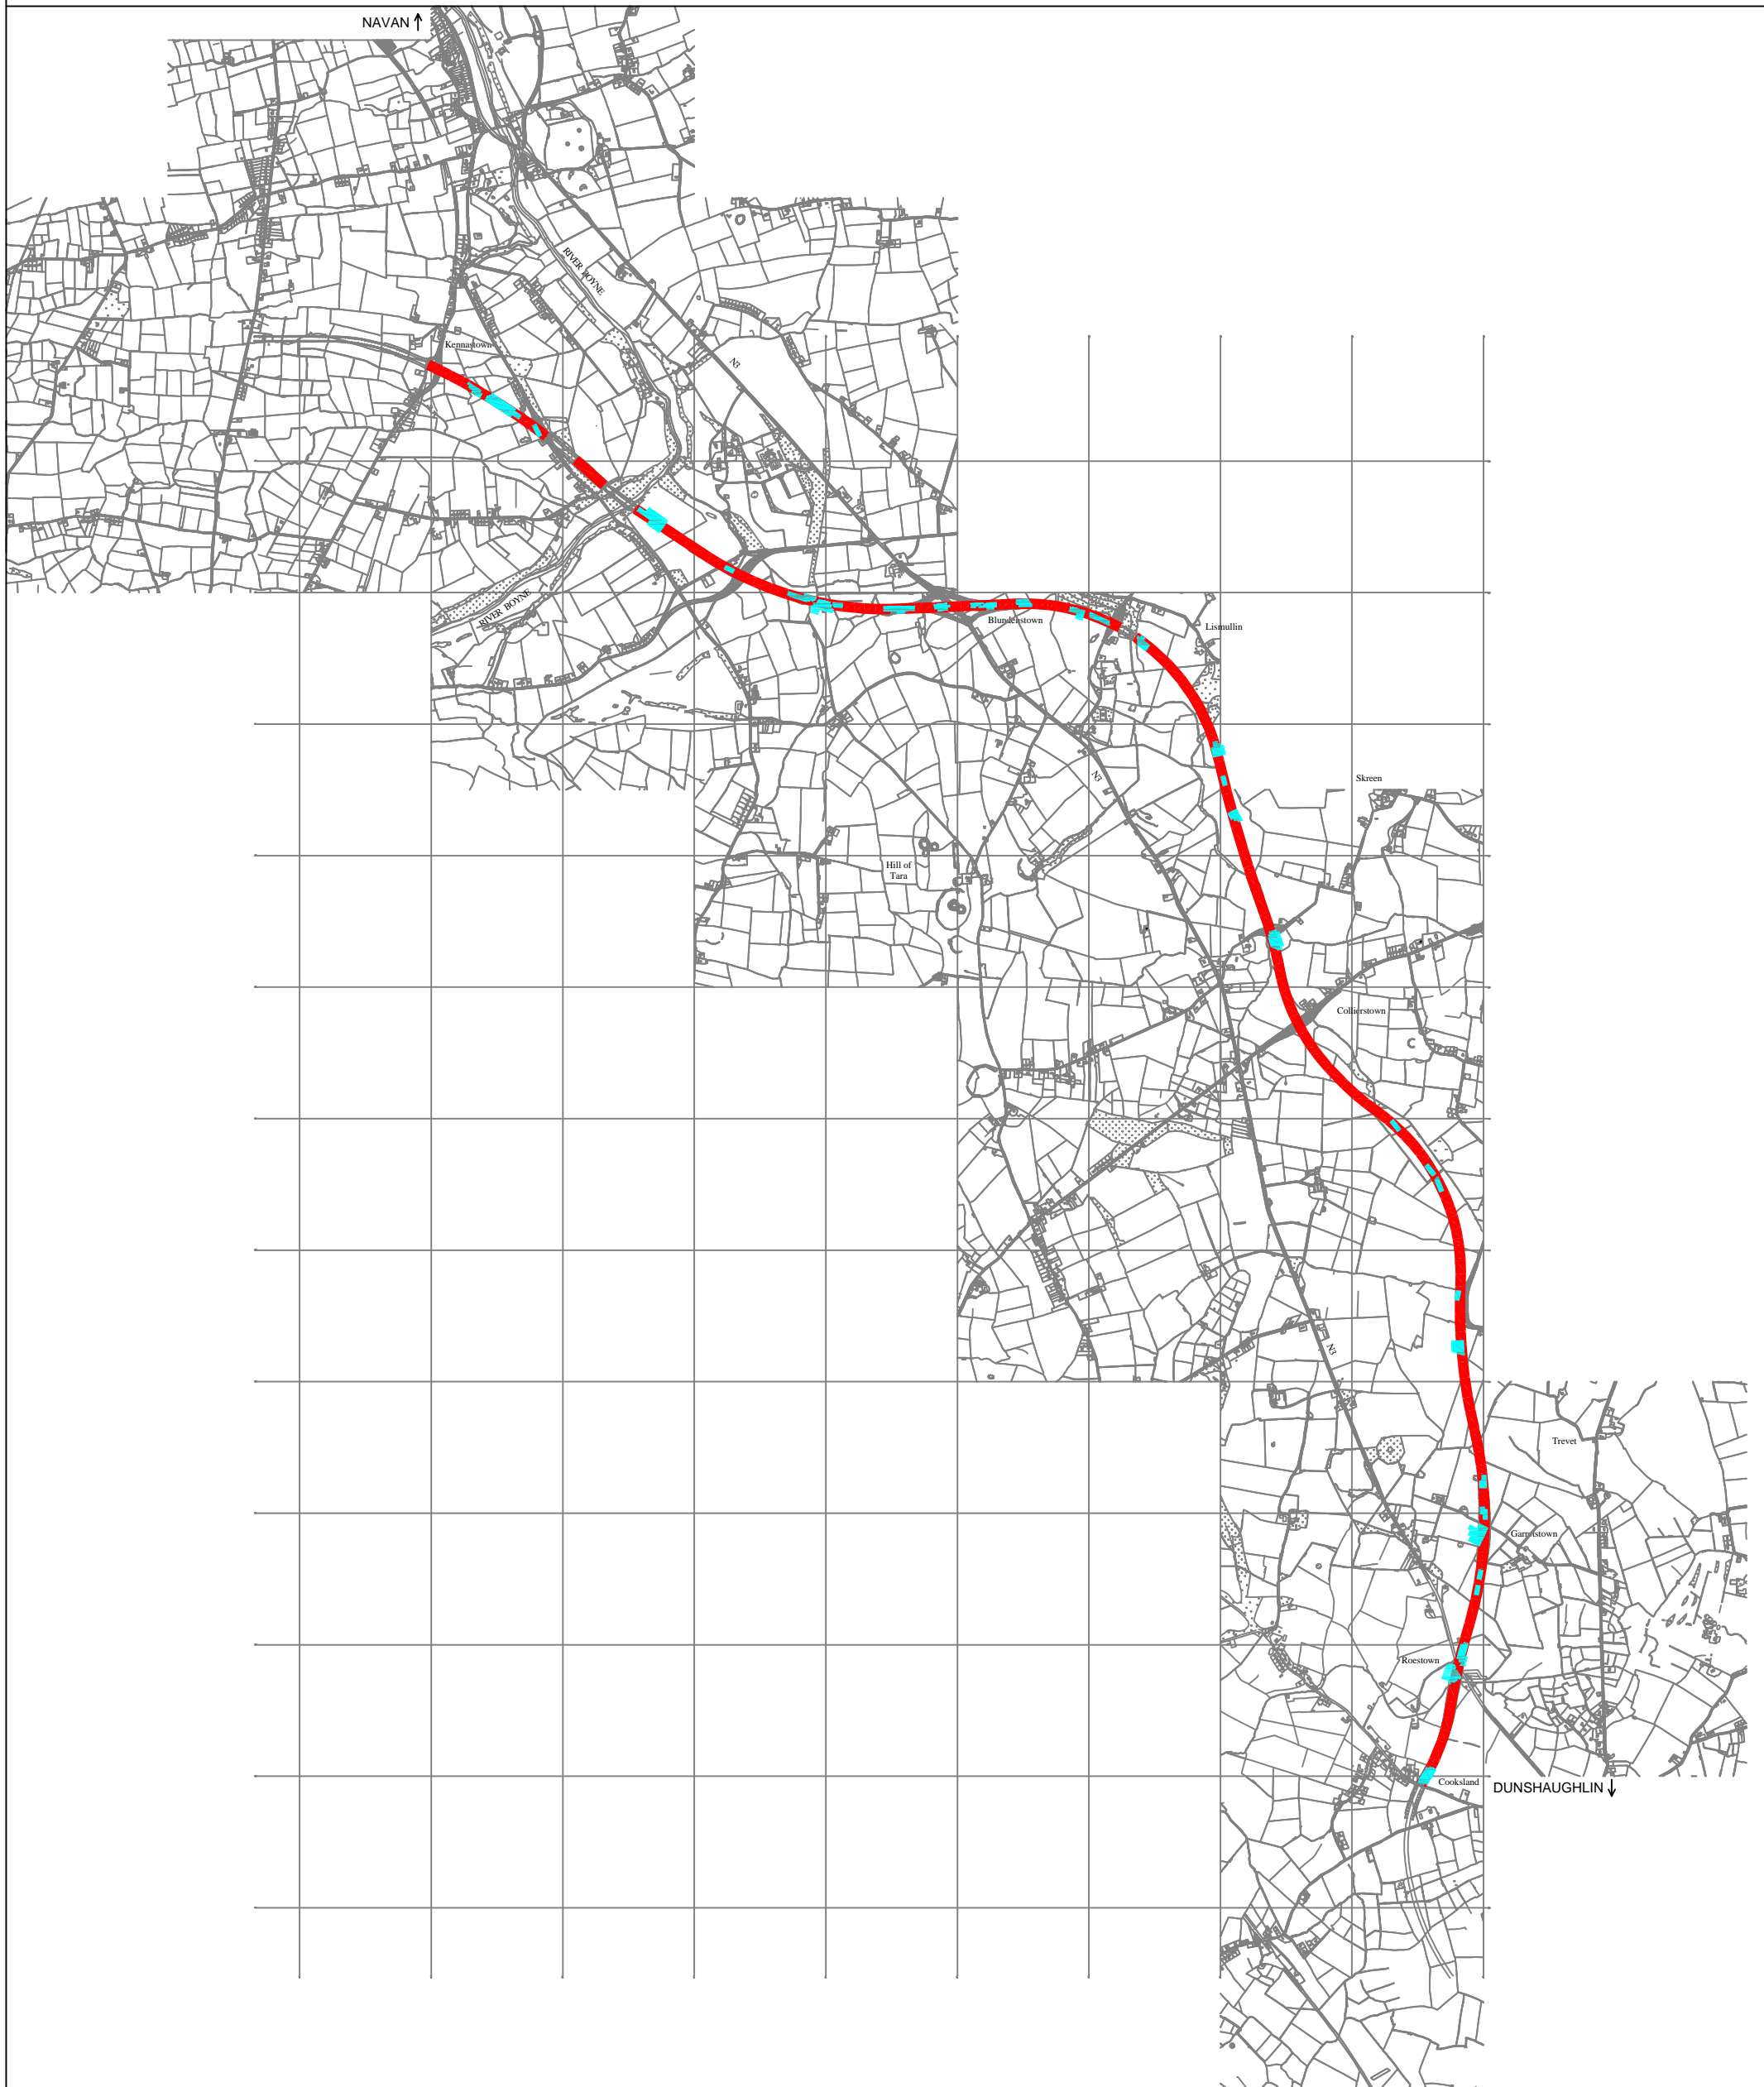 NAVAN
RIVER BOYNE
Kennastown
N3
RIVER BOYNE
Blundelstown
Lismullin
N3
Skreen
Hill of
Tara
Collierstown
N3
Trevet
Garretstown
Roestown
Cooksland
DUNSHAUGHLIN